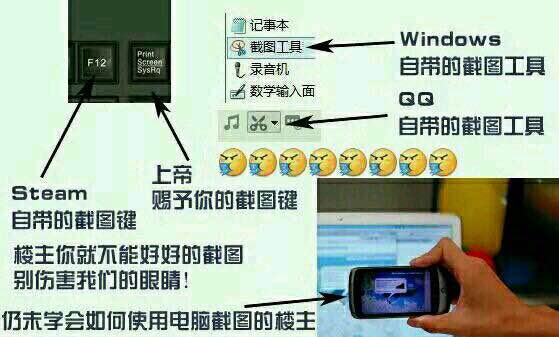 F12
Print
Screen
SysRq
记事本
截图工具
录音机
数学输入面
Windows
自带的截图工具
QQ
自带的截图工具
Steam
自带的截图键
上帝
赐予你的截图键
楼主你就不能好好的截图
别伤害我们的眼睛!
仍未学会如何使用电脑截图的楼主